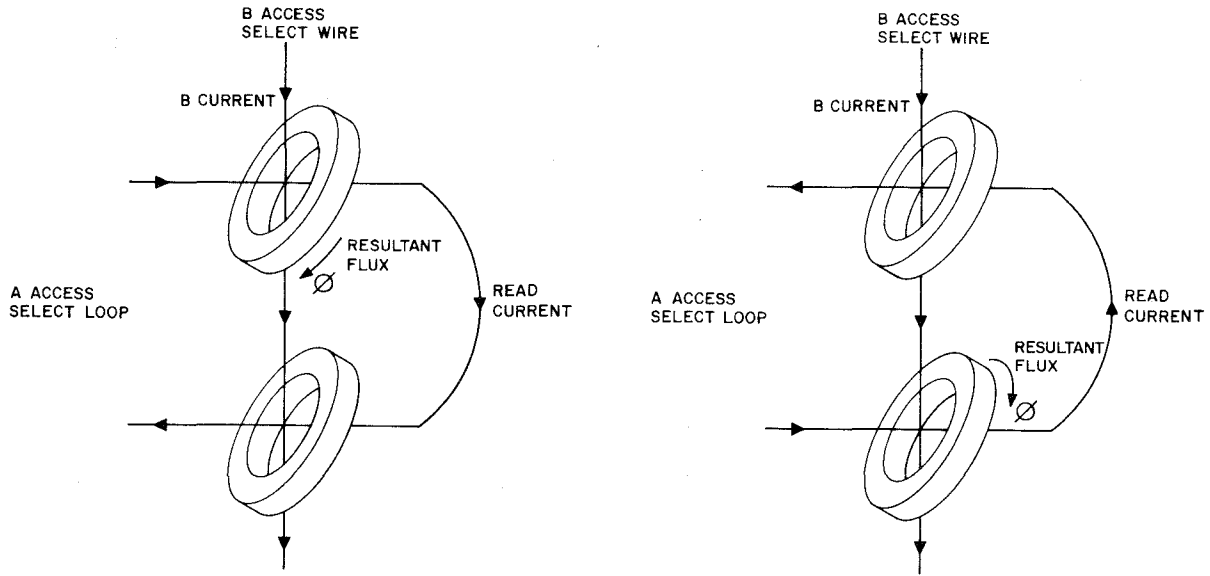 B ACCESS
SELECT WIRE
B CURRENT
RESULTANT
FLUX
Ø
A ACCESS
SELECT LOOP
READ
CURRENT
B ACCESS
SELECT WIRE
B CURRENT
A ACCESS
SELECT LOOP
READ
CURRENT
RESULTANT
FLUX
Ø